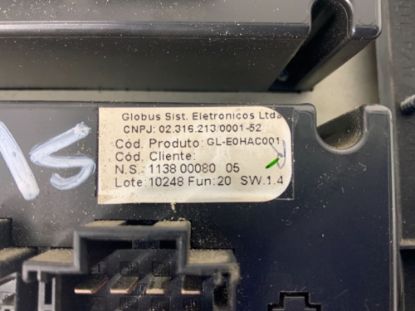 Globus Sist. Eletronicos Ltda
CNPJ: 02.316.213/0001-52
Cód. Produto: GL-E0HAC001
Cód. Cliente:
N.S.: 1138 00080 05
Lote: 10248 Fun: 20 SW.1.4